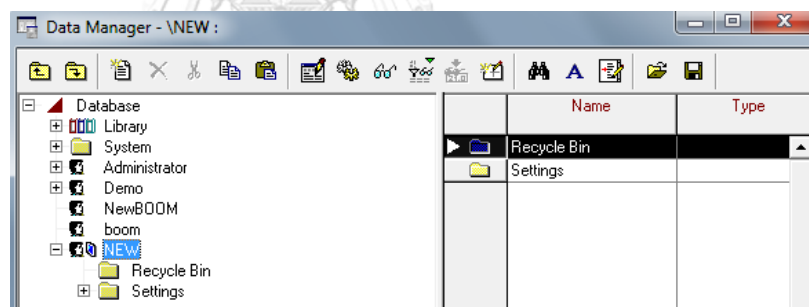 Data Manager - \NEW :
Database
Library
System
Administrator
Demo
NewBOOM
boom
NEW
Recycle Bin
Settings
Name Type
Recycle Bin
Settings